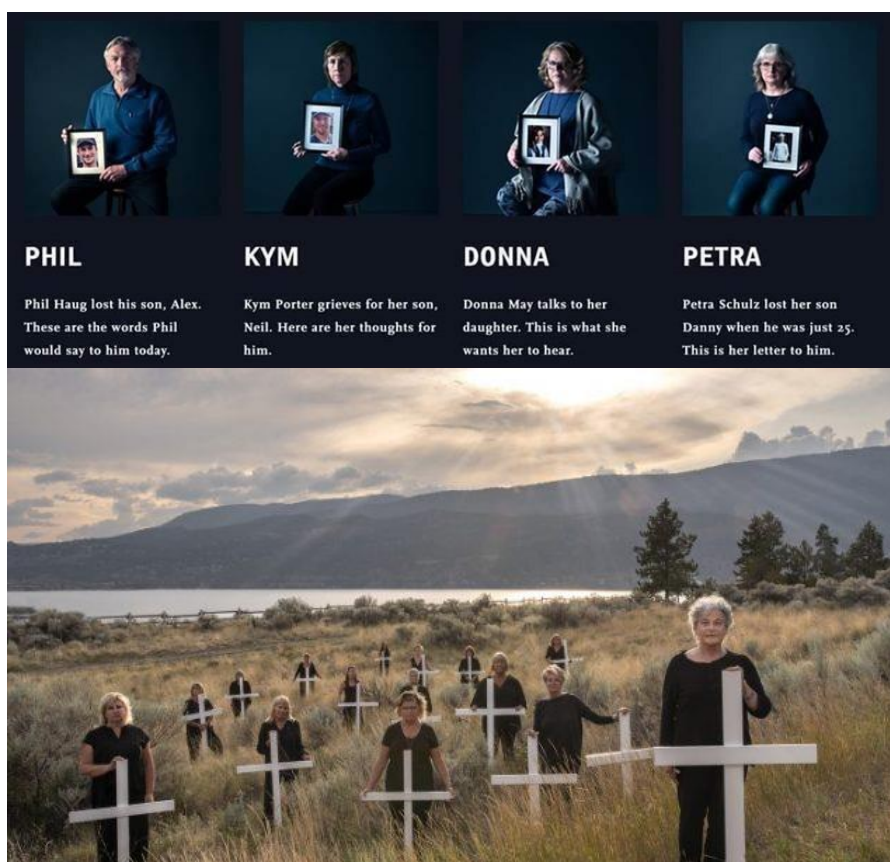 PHIL
Phil Haug lost his son, Alex.
These are the words Phil
would say to him today.
KYM
Kym Porter grieves for her son,
Neil. Here are her thoughts for
him.
DONNA
Donna May talks to her
daughter. This is what she
wants her to hear.
PETRA
Petra Schulz lost her son
Danny when he was just 25.
This is her letter to him.